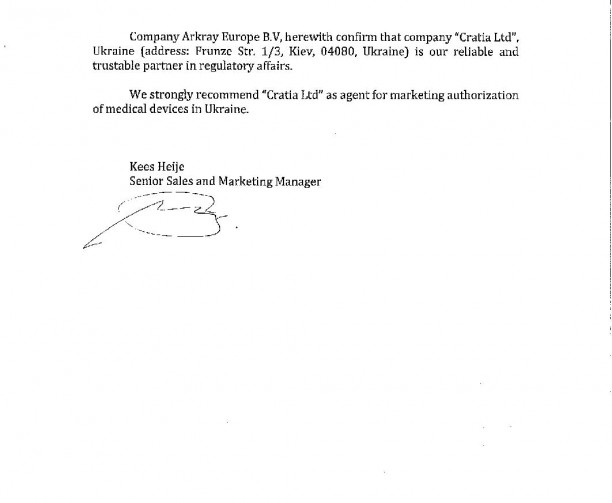 Company Arkray Europe B.V, herewith confirm that company "Cratia Ltd",
Ukraine (address: Frunze Str. 1/3, Kiev, 04080, Ukraine) is our reliable and
trustable partner in regulatory affairs.
We strongly recommend "Cratia Ltd" as agent for marketing authorization
of medical devices in Ukraine.
Kees Heije
Senior Sales and Marketing Manager